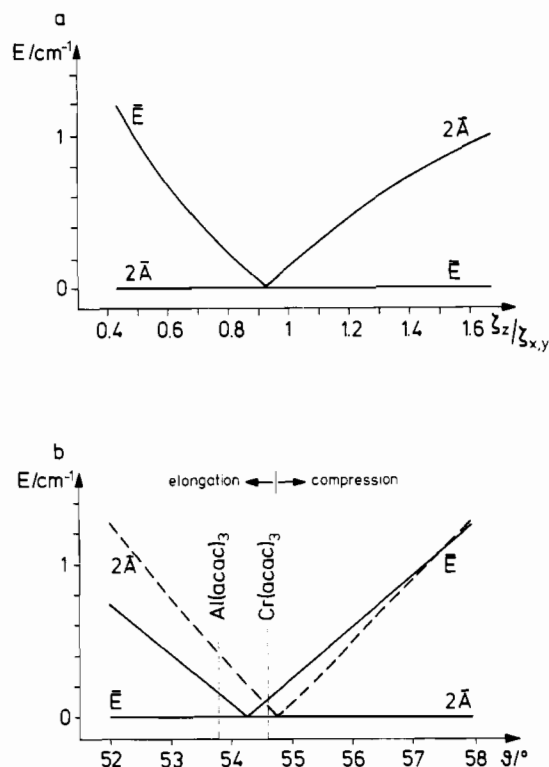 a
E/cm⁻¹
Ē
2Ā
1
2Ā
Ē
0
0.4 0.6 0.8 1 1.2 1.4 1.6 ζz/ζx,y
b
E/cm⁻¹
elongation compression
Al(acac)3
Cr(acac)3
2Ā
Ē
1
Ē
2Ā
0
52 53 54 55 56 57 58 ϑ/°